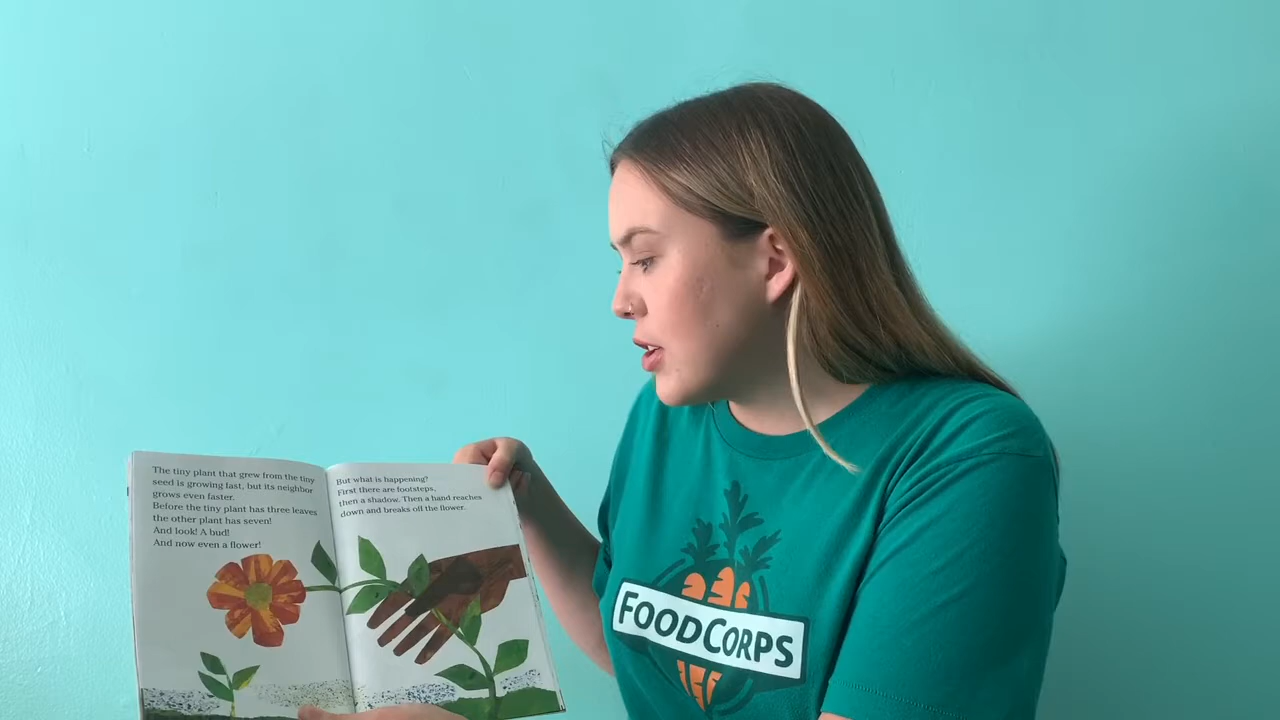 The tiny plant that grew from the tiny
seed is growing fast, but its neighbor
grows even faster.
Before the tiny plant has three leaves
the other plant has seven!
And look! A bud!
And now even a flower!
But what is happening?
First there are footsteps,
then a shadow. Then a hand reaches
down and breaks off the flower.
FOODCORPS